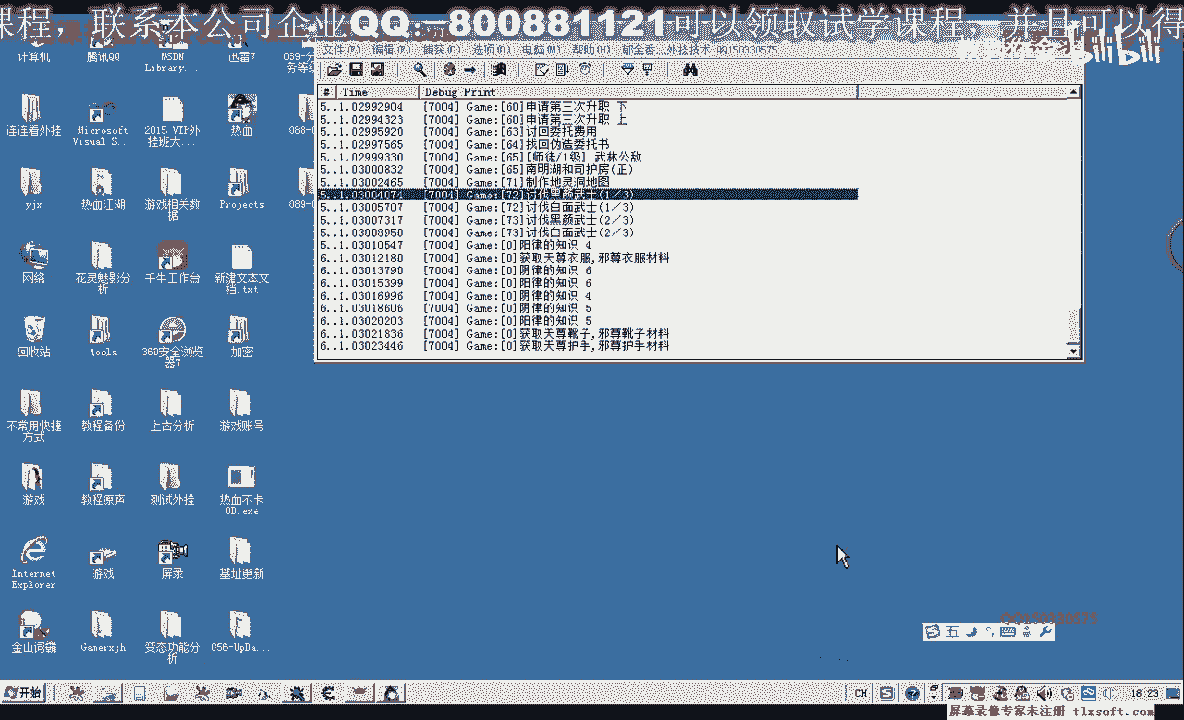 课程，联系本公司企业QQ：800881121可以领取试学课程，并且可以得
bilibili
文件(F) 编辑(E) 捕获(C) 选项(O) 电脑(M) 帮助(H) 郁金香...外挂技术 QQ150330575
# Time Debug Print
5..1.02992904 [7004] Game:[60]申请第三次升职 下
5..1.02994323 [7004] Game:[60]申请第三次升职 上
5..1.02995920 [7004] Game:[63]讨回委托费用
5..1.02997565 [7004] Game:[64]找回伪造委托书
5..1.02999330 [7004] Game:[65][师徒/1级] 武林公敌
5..1.03000832 [7004] Game:[65]南明湖和司护房(正)
5..1.03002465 [7004] Game:[71]制作地灵洞地图
5..1.03004074 [7004] Game:[72]讨伐黑颜武士(1/3)
5..1.03005707 [7004] Game:[72]讨伐白面武士(1/3)
5..1.03007317 [7004] Game:[73]讨伐黑颜武士(2/3)
5..1.03008950 [7004] Game:[73]讨伐白面武士(2/3)
5..1.03010547 [7004] Game:[0]阳律的知识 4
6..1.03012180 [7004] Game:[0]获取天尊衣服,邪尊衣服材料
6..1.03013790 [7004] Game:[0]阴律的知识 6
6..1.03015399 [7004] Game:[0]阳律的知识 6
6..1.03016996 [7004] Game:[0]阴律的知识 4
6..1.03018606 [7004] Game:[0]阴律的知识 5
6..1.03020203 [7004] Game:[0]阳律的知识 5
6..1.03021836 [7004] Game:[0]获取天尊靴子,邪尊靴子材料
6..1.03023446 [7004] Game:[0]获取天尊护手,邪尊护手材料
计算机 腾讯QQ MSDN Library... 迅雷7
连连看外挂 Microsoft Visual S... 2015 VIP外挂班大... 热血
yjx 热血江湖 游戏相关数据 Projects
网络 花灵魅影分析 千牛工作台 新建文本文档.txt
回收站 tools 360安全浏览器7 加密
不常用快捷方式 教程备份 上古分析 游戏账号
游戏 教程原声 测试外挂 热血不卡OD.exe
Internet Explorer 游戏 屏录 基址更新
金山词霸 Gamerxjh 变态功能分析 056-UpDa...
五
开始 CH 18:23
屏幕录像专家未注册 tlxsoft.com